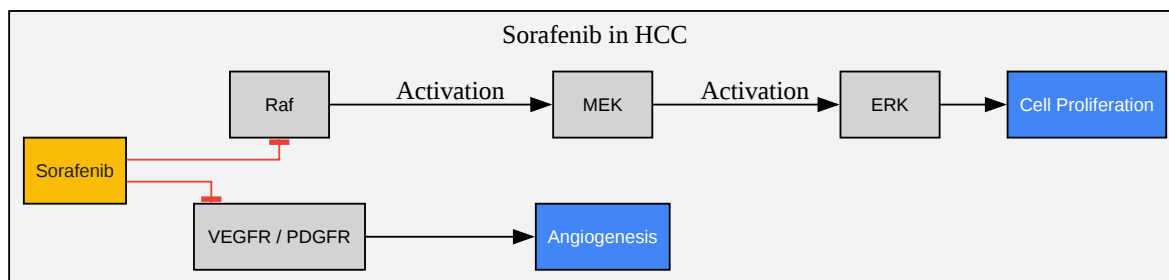 Sorafenib in HCC
Raf
Activation
MEK
Activation
ERK
Cell Proliferation
Sorafenib
VEGFR / PDGFR
Angiogenesis